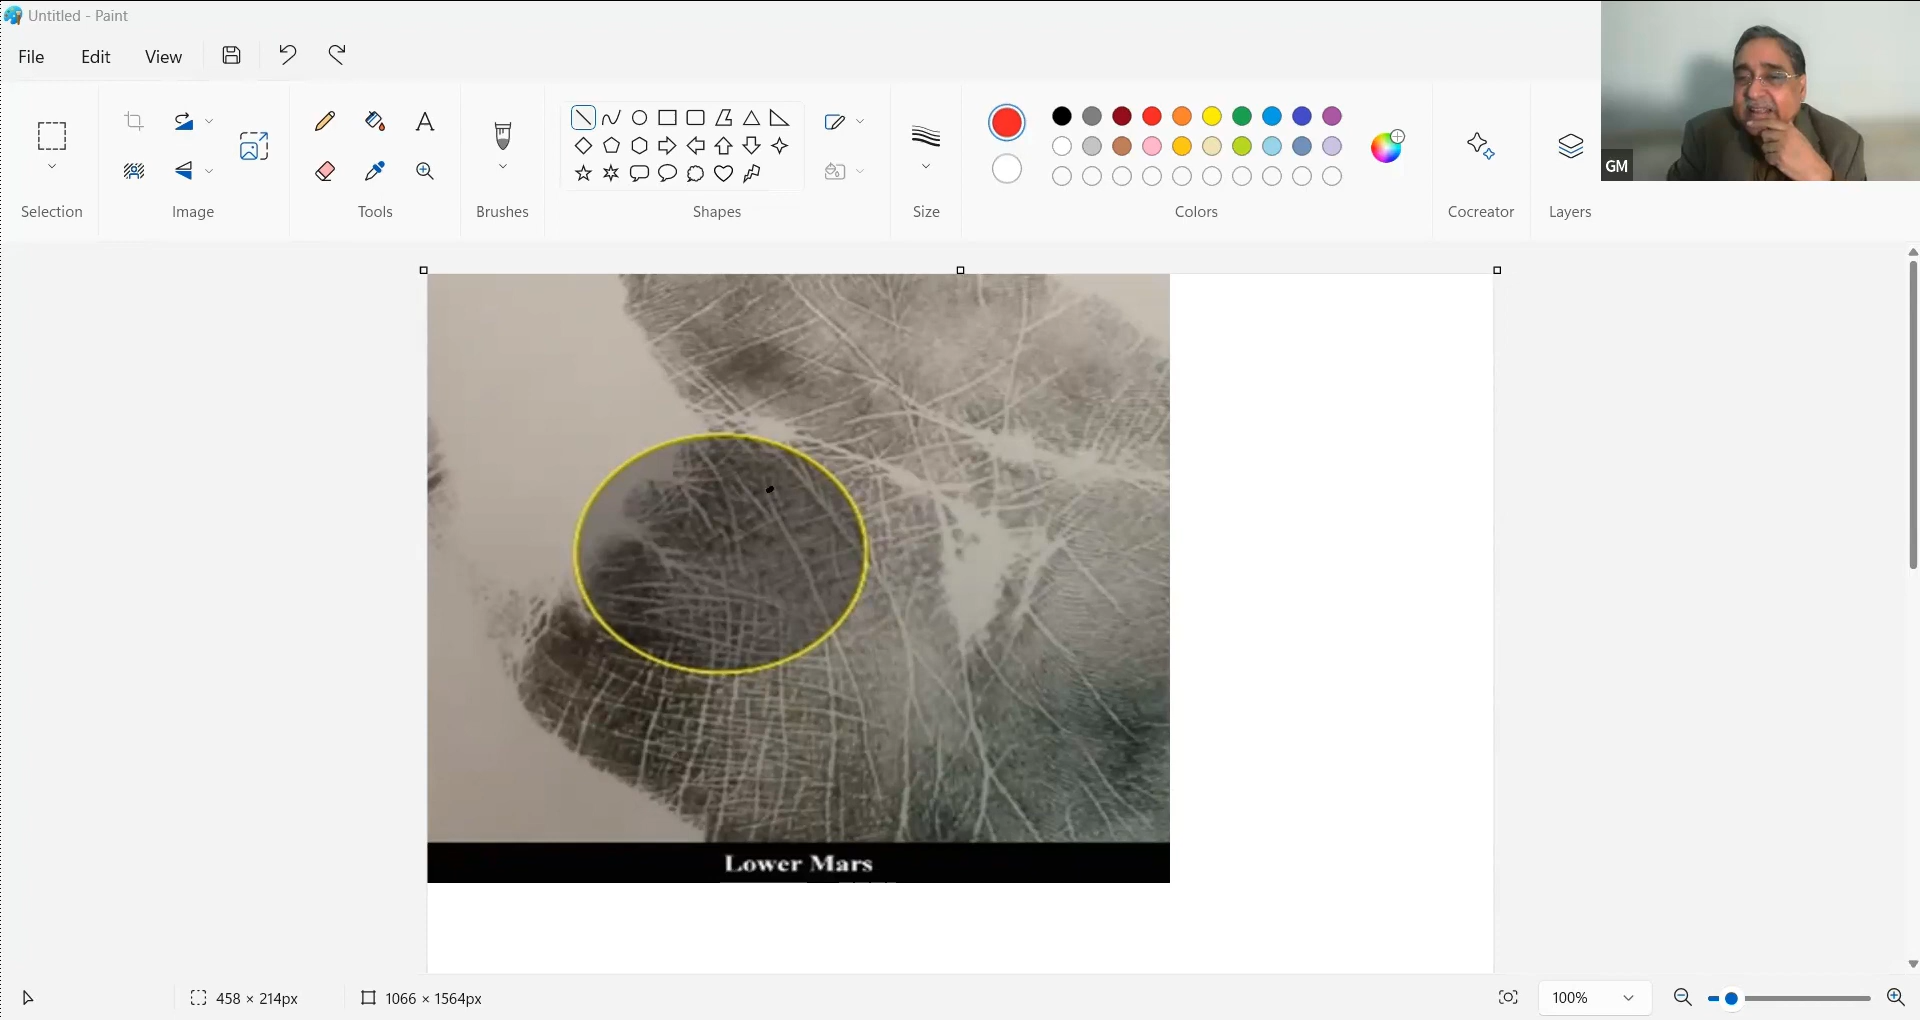 Untitled - Paint
File Edit View
GM
Selection Image Tools Brushes Shapes Size Colors Cocreator Layers
Lower Mars
458 × 214px 1066 × 1564px 100%